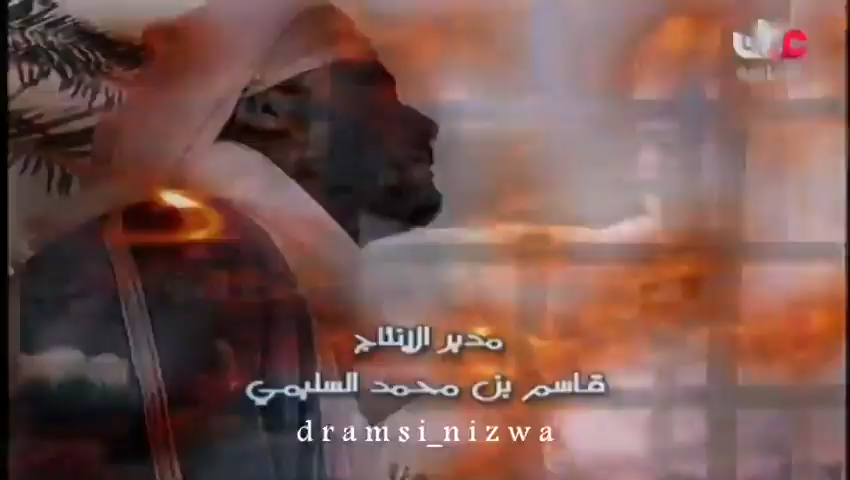 مدير الإنتاج
قاسم بن محمد السليمي
dramsi_nizwa